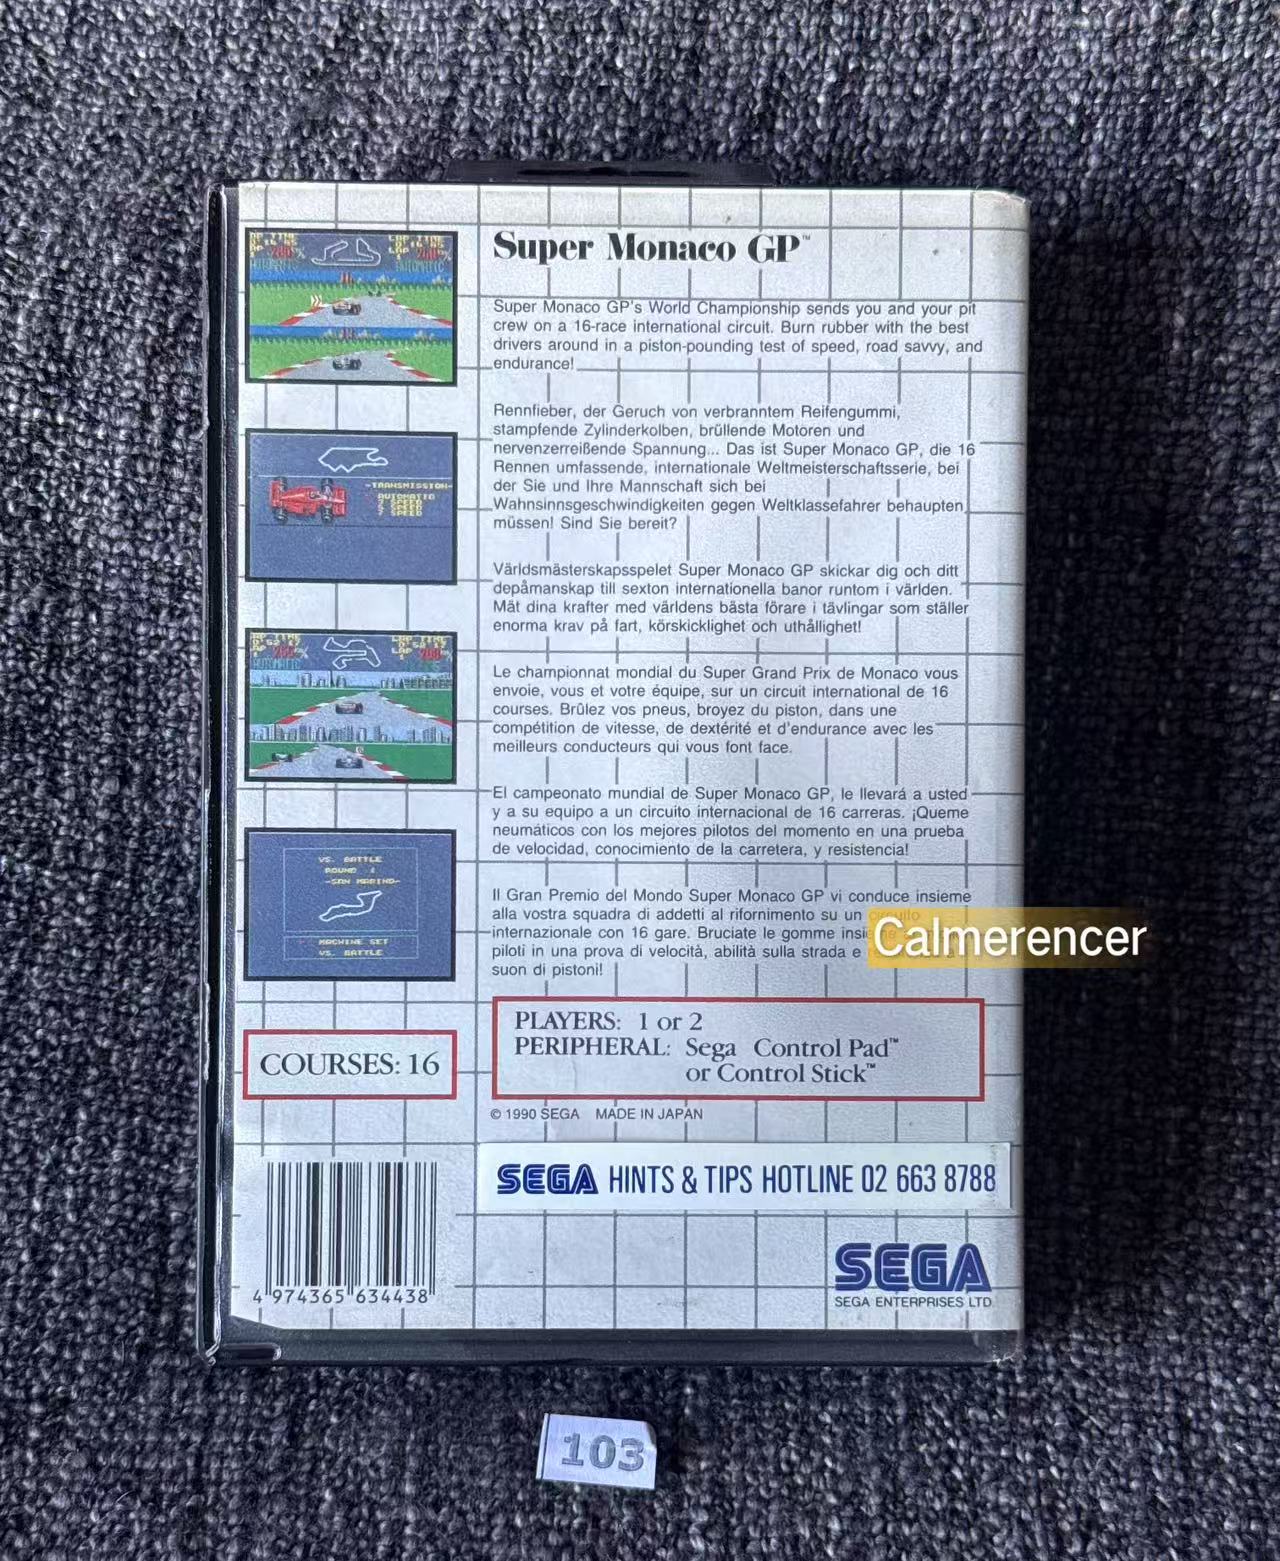 Super Monaco GP™
Super Monaco GP's World Championship sends you and your pit
crew on a 16-race international circuit. Burn rubber with the best
drivers around in a piston-pounding test of speed, road savvy, and
endurance!
Rennfieber, der Geruch von verbranntem Reifengummi,
stampfende Zylinderkolben, brüllende Motoren und
nervenzerreißende Spannung... Das ist Super Monaco GP, die 16
Rennen umfassende, internationale Weltmeisterschaftsserie, bei
der Sie und Ihre Mannschaft sich bei
Wahnsinnsgeschwindigkeiten gegen Weltklassefahrer behaupten
müssen! Sind Sie bereit?
Världsmästerskapsspelet Super Monaco GP skickar dig och ditt
depåmanskap till sexton internationella banor runtom i världen.
Mät dina krafter med världens bästa förare i tävlingar som ställer
enorma krav på fart, körskicklighet och uthållighet!
Le championnat mondial du Super Grand Prix de Monaco vous
envoie, vous et votre équipe, sur un circuit international de 16
courses. Brûlez vos pneus, broyez du piston, dans une
compétition de vitesse, de dextérité et d'endurance avec les
meilleurs conducteurs qui vous font face.
El campeonato mundial de Super Monaco GP, le llevará a usted
y a su equipo a un circuito internacional de 16 carreras. ¡Queme
neumáticos con los mejores pilotos del momento en una prueba
de velocidad, conocimiento de la carretera, y resistencia!
Il Gran Premio del Mondo Super Monaco GP vi conduce insieme
alla vostra squadra di addetti al rifornimento su un circuito
internazionale con 16 gare. Bruciate le gomme
piloti in una prova di velocità, abilità sulla strada e
suon di pistoni!
Calmerencer
-TRANSMISSION-
AUTOMATIC
VS. BATTLE
ROUND 1
-SAN MARINO-
MACHINE SET
VS. BATTLE
COURSES: 16
PLAYERS: 1 or 2
PERIPHERAL: Sega Control Pad™
or Control Stick™
© 1990 SEGA MADE IN JAPAN
SEGA HINTS & TIPS HOTLINE 02 663 8788
4 974365 634438
SEGA
SEGA ENTERPRISES LTD.
103